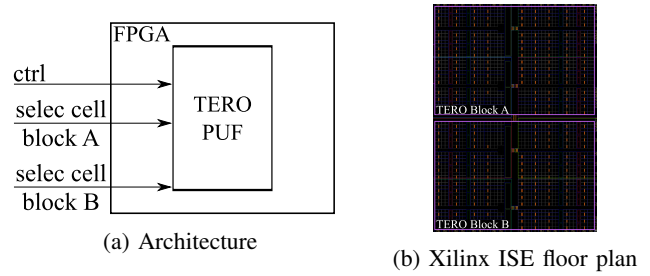 FPGA
ctrl
selec cell
block A
selec cell
block B
TERO
PUF
(a) Architecture
TERO Block A
TERO Block B
(b) Xilinx ISE floor plan